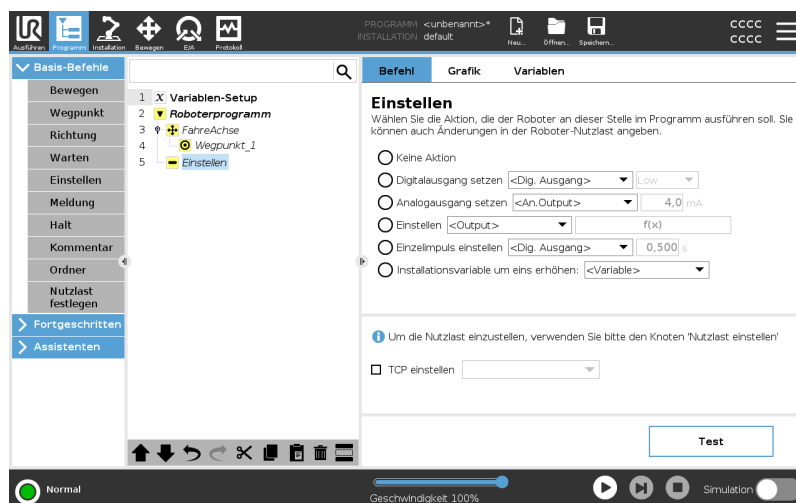 PROGRAMM <unbenannt>*
INSTALLATION default
UR
Ausführen Programm Installation Bewegen E/A Protokoll
Neu... Öffnen... Speichern...
CCCC
CCCC
Basis-Befehle
Bewegen
Wegpunkt
Richtung
Warten
Einstellen
Meldung
Halt
Kommentar
Ordner
Nutzlast
festlegen
Fortgeschritten
Assistenten
1 X Variablen-Setup
2 Roboterprogramm
3 FahreAchse
4 Wegpunkt_1
5 Einstellen
Befehl Grafik Variablen
Einstellen
Wählen Sie die Aktion, die der Roboter an dieser Stelle im Programm ausführen soll. Sie
können auch Änderungen in der Roboter-Nutzlast angeben.
Keine Aktion
Digitalausgang setzen <Dig. Ausgang> Low
Analogausgang setzen <An.Output> 4,0 mA
Einstellen <Output> f(x)
Einzelimpuls einstellen <Dig. Ausgang> 0,500 s
Installationsvariable um eins erhöhen: <Variable>
Um die Nutzlast einzustellen, verwenden Sie bitte den Knoten 'Nutzlast einstellen'
TCP einstellen
Test
Normal
Geschwindigkeit 100%
Simulation